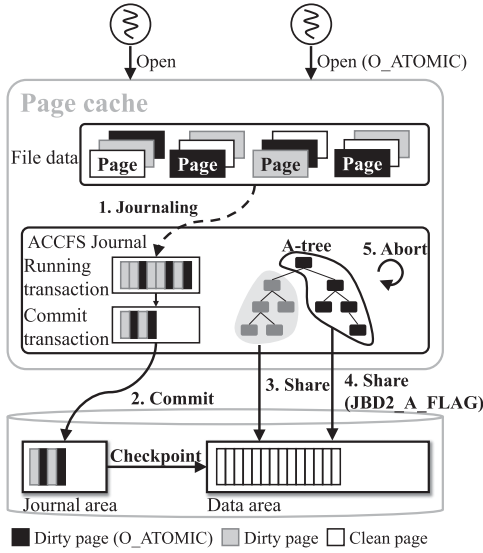 Open
Open (O_ATOMIC)
Page cache
File data
Page
Page
Page
Page
1. Journaling
ACCFS Journal
A-tree
5. Abort
Running
transaction
Commit
transaction
2. Commit
3. Share
4. Share
(JBD2_A_FLAG)
Checkpoint
Journal area
Data area
Dirty page (O_ATOMIC)
Dirty page
Clean page